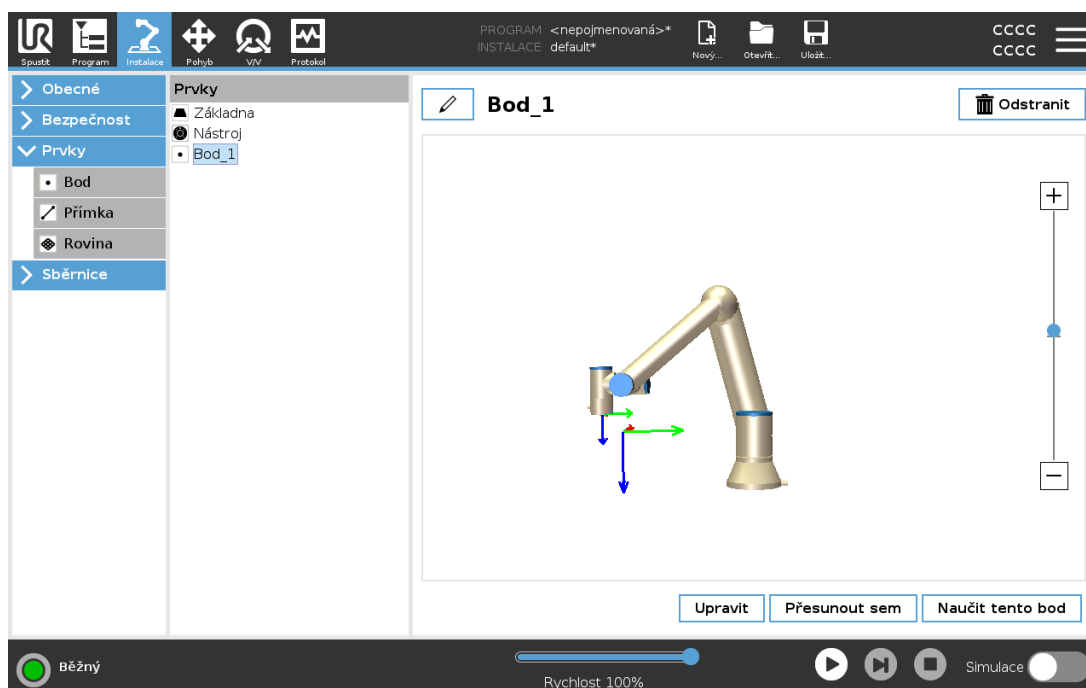 UR
PROGRAM <nepojmenovaná>*
INSTALACE default*
Spustit Program Instalace Pohyb V/V Protokol
Nový... Otevřít... Uložit...
CCCC
CCCC
Obecné
Bezpečnost
Prvky
Bod
Přímka
Rovina
Sběrnice
Prvky
Základna
Nástroj
Bod_1
Bod_1
Odstranit
Upravit Přesunout sem Naučit tento bod
Běžný
Rychlost 100%
Simulace